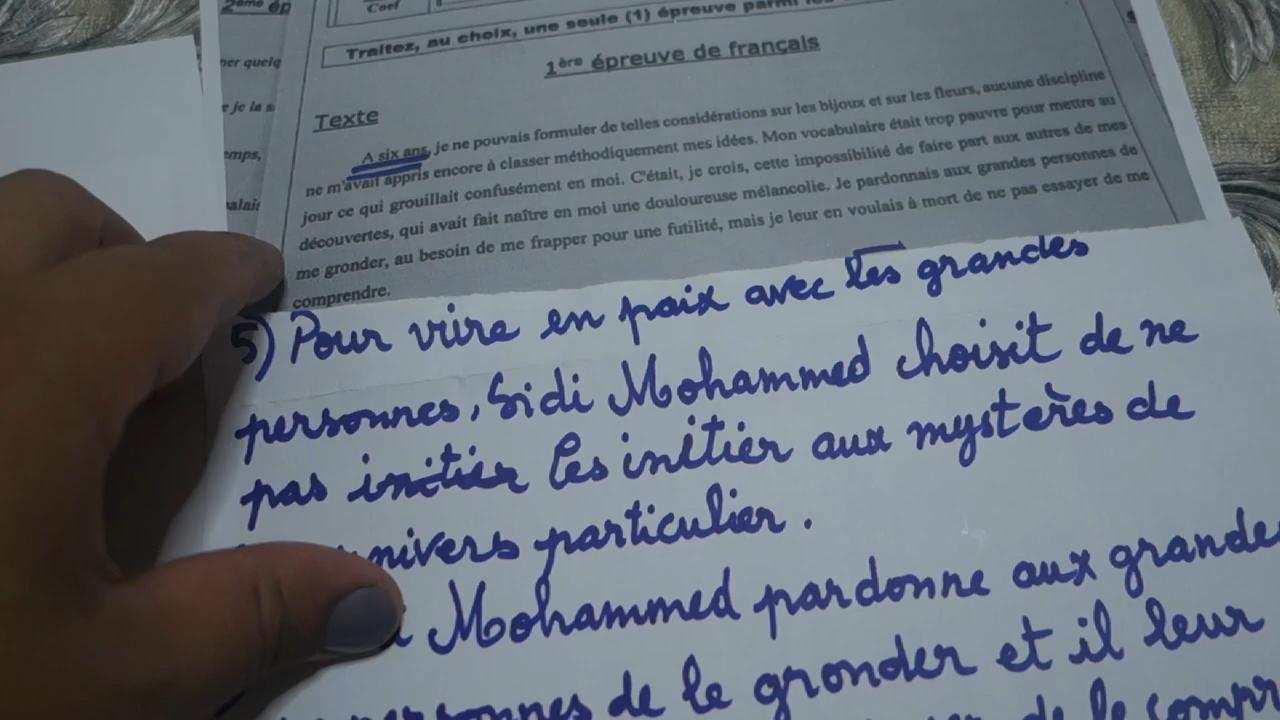 2ème ép
Coef
Traitez, au choix, une seule (1) épreuve parmi les
1ère épreuve de français
Texte
A six ans, je ne pouvais formuler de telles considérations sur les bijoux et sur les fleurs, aucune discipline
ne m'avait appris encore à classer méthodiquement mes idées. Mon vocabulaire était trop pauvre pour mettre au
jour ce qui grouillait confusément en moi. C'était, je crois, cette impossibilité de faire part aux autres de mes
découvertes, qui avait fait naître en moi une douloureuse mélancolie. Je pardonnais aux grandes personnes de
me gronder, au besoin de me frapper pour une futilité, mais je leur en voulais à mort de ne pas essayer de me
comprendre.
5) Pour vivre en paix avec les grandes
personnes, Sidi Mohammed choisit de ne
pas initier les initier aux mystères de
univers particulier.
Mohammed pardonne aux grandes
personnes de le gronder et il leur
de le compr